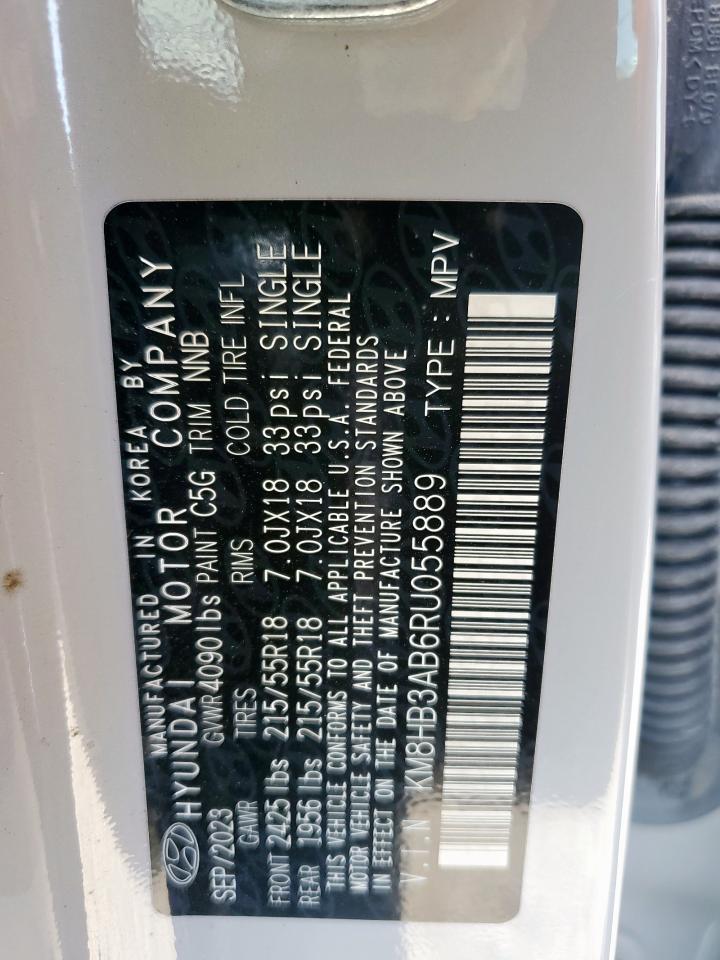 MANUFACTURED IN KOREA BY
HYUNDAI MOTOR COMPANY
SEP/2023 GVWR 4090 lbs PAINT C5G TRIM NNB
GAWR TIRES RIMS COLD TIRE INFL
FRONT 2425 lbs 215/55R18 7.0JX18 33psi SINGLE
REAR 1956 lbs 215/55R18 7.0JX18 33psi SINGLE
THIS VEHICLE CONFORMS TO ALL APPLICABLE U.S.A. FEDERAL
MOTOR VEHICLE SAFETY AND THEFT PREVENTION STANDARDS
IN EFFECT ON THE DATE OF MANUFACTURE SHOWN ABOVE
V.I.N KM8HB3AB6RU055889 TYPE : MPV